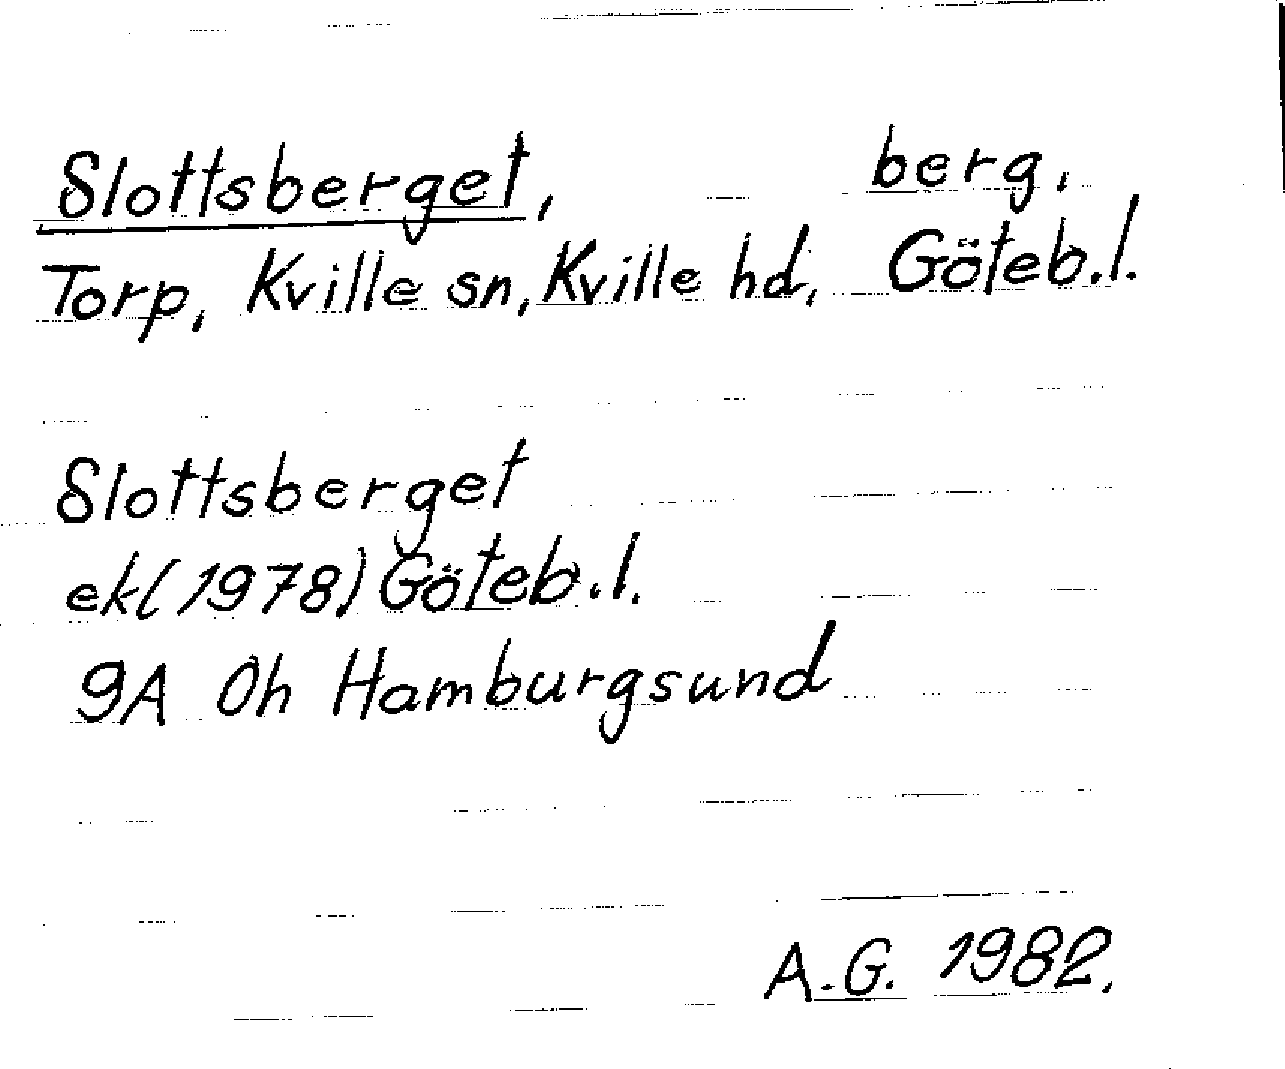 Slottsberget, berg,
Torp, Kville sn, Kville hd, Göteb.l.
Slottsberget
ek(1978) Göteb.l.
9A 0h Hamburgsund
A.G. 1982.